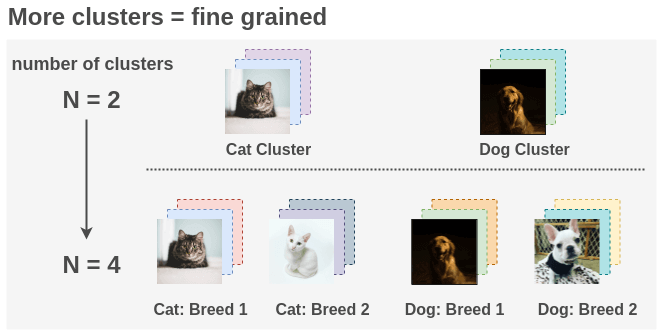 More clusters = fine grained
number of clusters
N = 2
Cat Cluster
Dog Cluster
N = 4
Cat: Breed 1
Cat: Breed 2
Dog: Breed 1
Dog: Breed 2